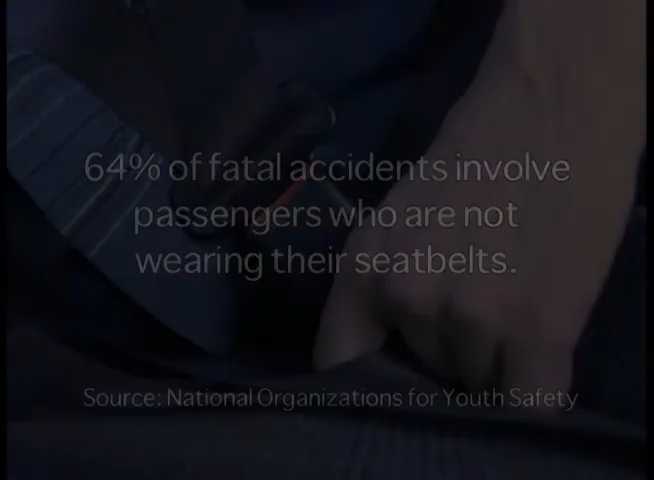 64% of fatal accidents involve
passengers who are not
wearing their seatbelts.
Source: National Organizations for Youth Safety